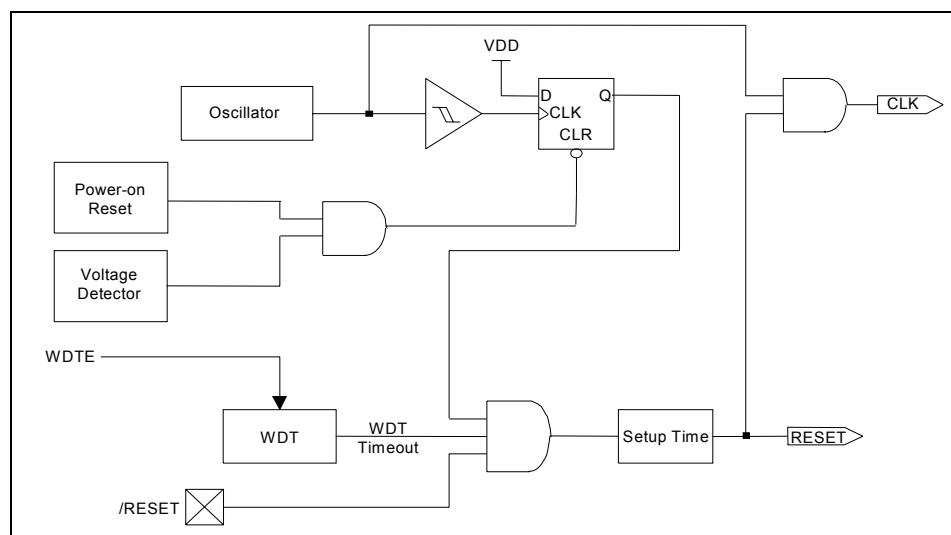 VDD
D
Q
CLK
CLR
CLK
Oscillator
Power-on
Reset
Voltage
Detector
WDTE
WDT
WDT
Timeout
Setup Time
RESET
/RESET